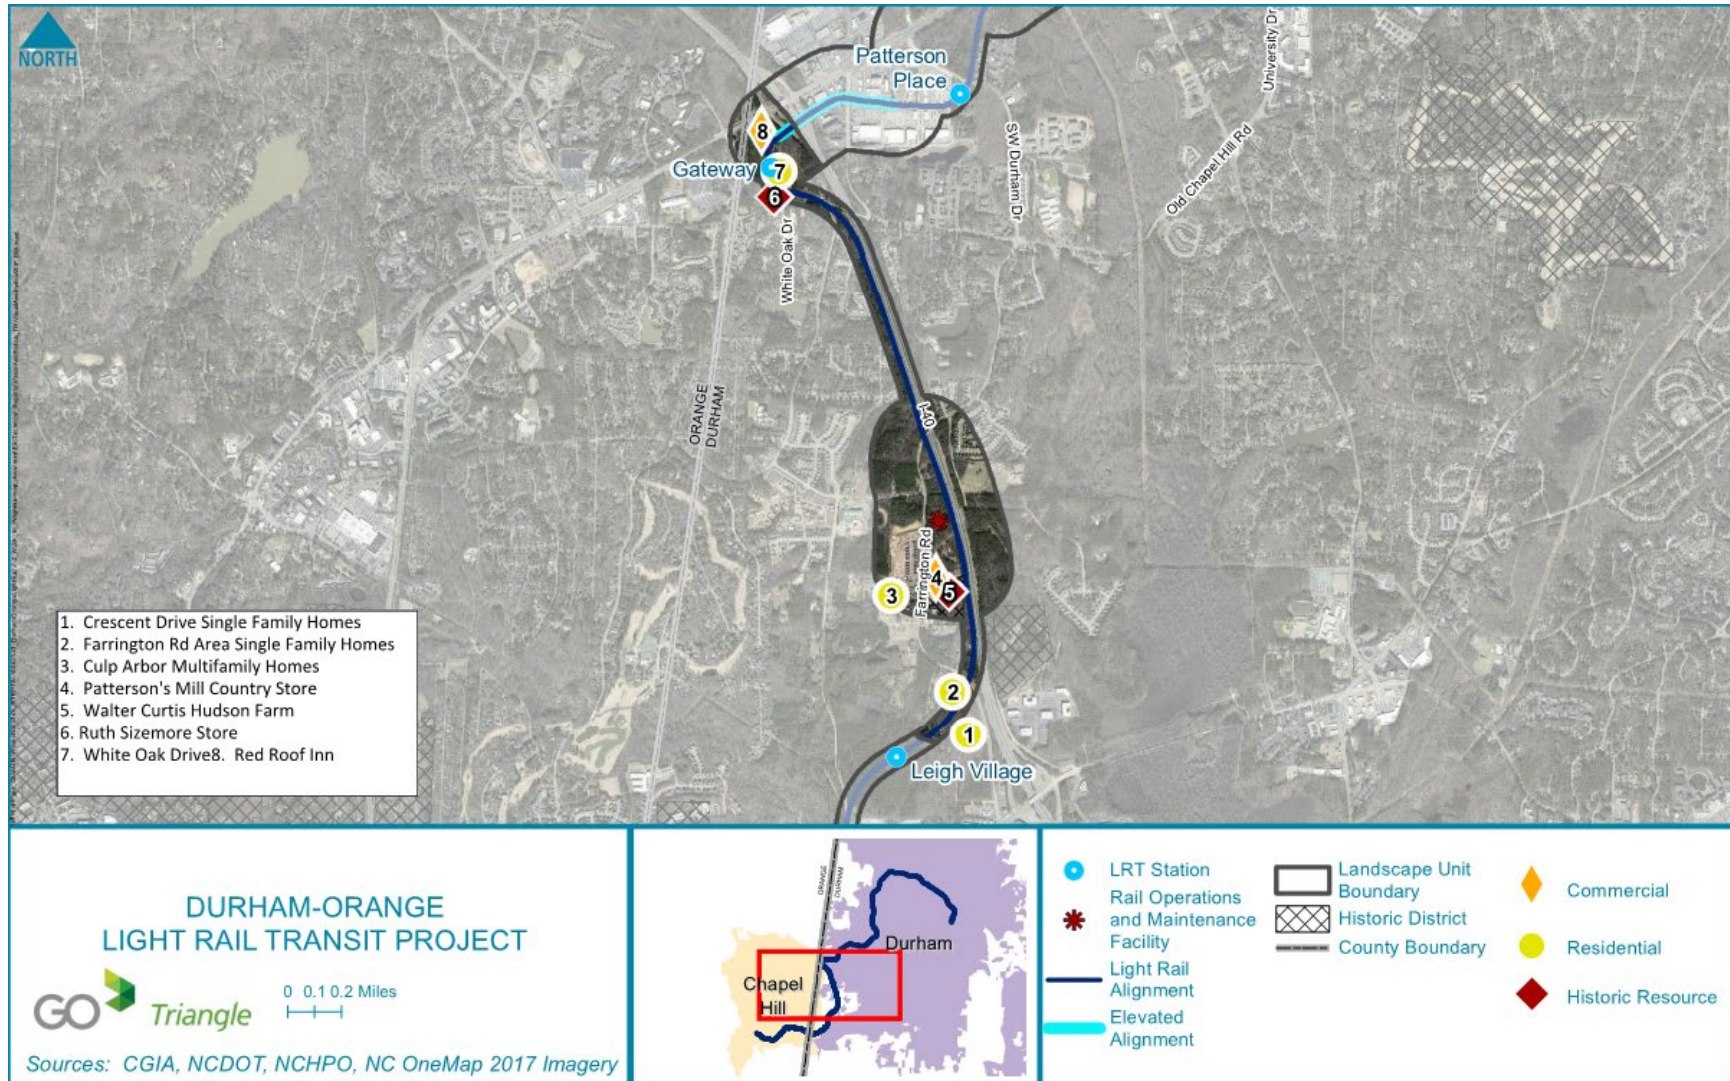 NORTH
Patterson
Place
University Dr
8
SW Durham Dr
Old Chapel Hill Rd
Gateway
7
6
White Oak Dr
ORANGE
DURHAM
I-40
Farrington Rd
4
5
3
2
1
Leigh Village
1. Crescent Drive Single Family Homes
2. Farrington Rd Area Single Family Homes
3. Culp Arbor Multifamily Homes
4. Patterson's Mill Country Store
5. Walter Curtis Hudson Farm
6. Ruth Sizemore Store
7. White Oak Drive8. Red Roof Inn
DURHAM-ORANGE
LIGHT RAIL TRANSIT PROJECT
GO Triangle
0 0.1 0.2 Miles
Sources: CGIA, NCDOT, NCHPO, NC OneMap 2017 Imagery
ORANGE
DURHAM
Durham
Chapel
Hill
LRT Station
Rail Operations
and Maintenance
Facility
Light Rail
Alignment
Elevated
Alignment
Landscape Unit
Boundary
Historic District
County Boundary
Commercial
Residential
Historic Resource